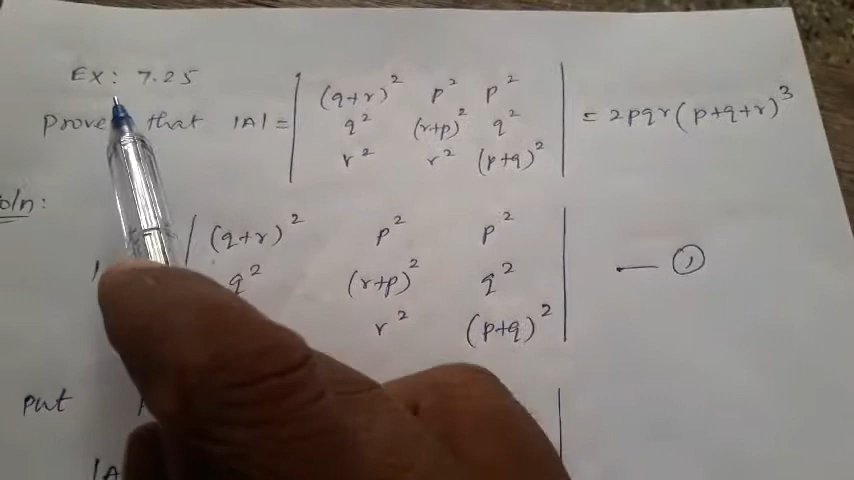 Ex: 7.25
Prove that |A| = | (q+r)² p² p² |
| q² (r+p)² q² | = 2pqr(p+q+r)³
| r² r² (p+q)² |
oln:
| (q+r)² p² p² |
q² (r+p)² q² | — ①
r² (p+q)² |
put
|A